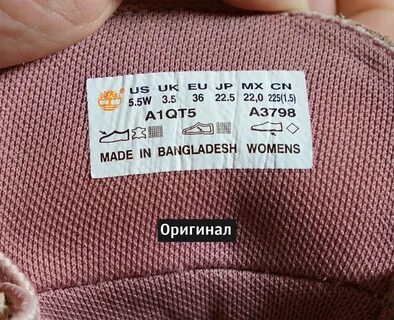 US UK EU JP MX CN
5.5W 3.5 36 22.5 22,0 225(1.5)
A1QT5 A3798
MADE IN BANGLADESH WOMENS
Оригинал